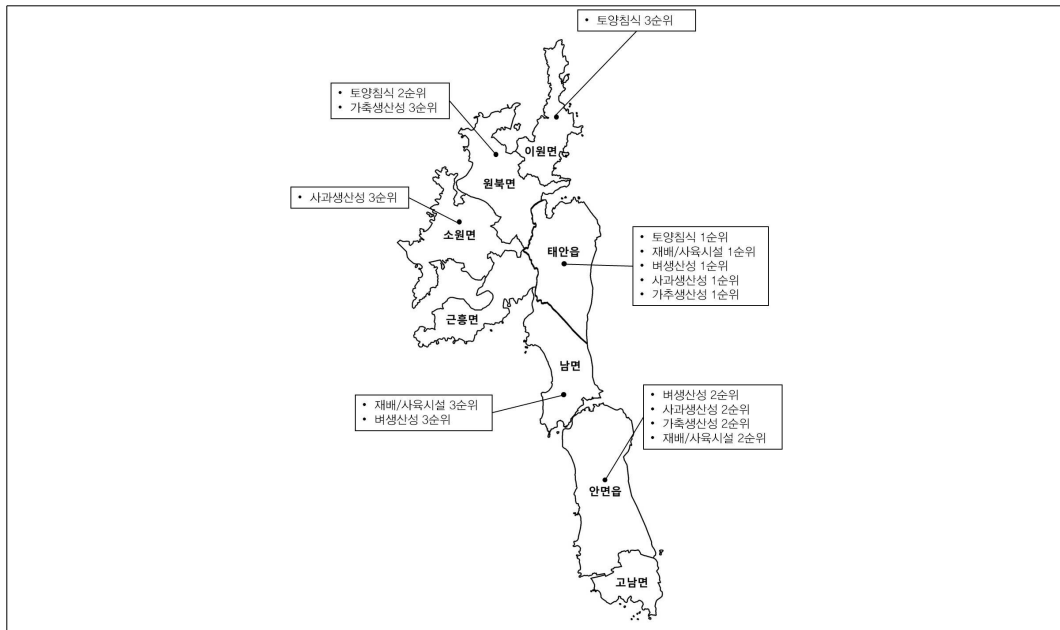 • 토양침식 3순위
• 토양침식 2순위
• 가축생산성 3순위
이원면
원북면
• 사과생산성 3순위
소원면
태안읍
• 토양침식 1순위
• 재배/사육시설 1순위
• 벼생산성 1순위
• 사과생산성 1순위
• 가추생산성 1순위
근흥면
남면
• 재배/사육시설 3순위
• 벼생산성 3순위
• 벼생산성 2순위
• 사과생산성 2순위
• 가축생산성 2순위
• 재배/사육시설 2순위
안면읍
고남면